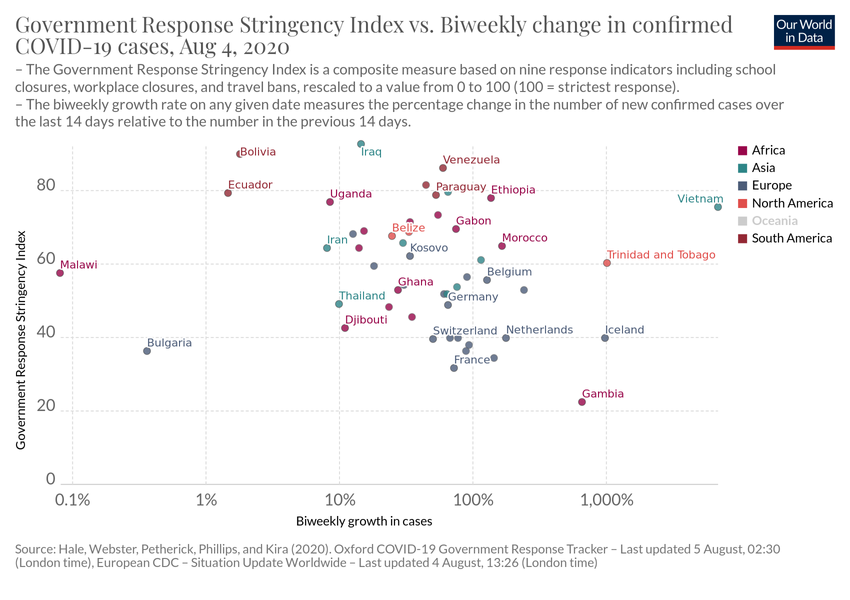 Government Response Stringency Index vs. Biweekly change in confirmed
COVID-19 cases, Aug 4, 2020
Our World
in Data
– The Government Response Stringency Index is a composite measure based on nine response indicators including school
closures, workplace closures, and travel bans, rescaled to a value from 0 to 100 (100 = strictest response).
– The biweekly growth rate on any given date measures the percentage change in the number of new confirmed cases over
the last 14 days relative to the number in the previous 14 days.
Bolivia
Iraq
Venezuela
Ecuador
Paraguay
Uganda
Ethiopia
Vietnam
Gabon
Belize
Iran
Kosovo
Morocco
Trinidad and Tobago
Malawi
Belgium
Ghana
Thailand
Germany
Djibouti
Switzerland
Netherlands
Iceland
Bulgaria
France
Gambia
80
60
40
20
0
Government Response Stringency Index
0.1%
1%
10%
100%
1,000%
Biweekly growth in cases
Africa
Asia
Europe
North America
Oceania
South America
Source: Hale, Webster, Petherick, Phillips, and Kira (2020). Oxford COVID-19 Government Response Tracker – Last updated 5 August, 02:30
(London time), European CDC – Situation Update Worldwide – Last updated 4 August, 13:26 (London time)